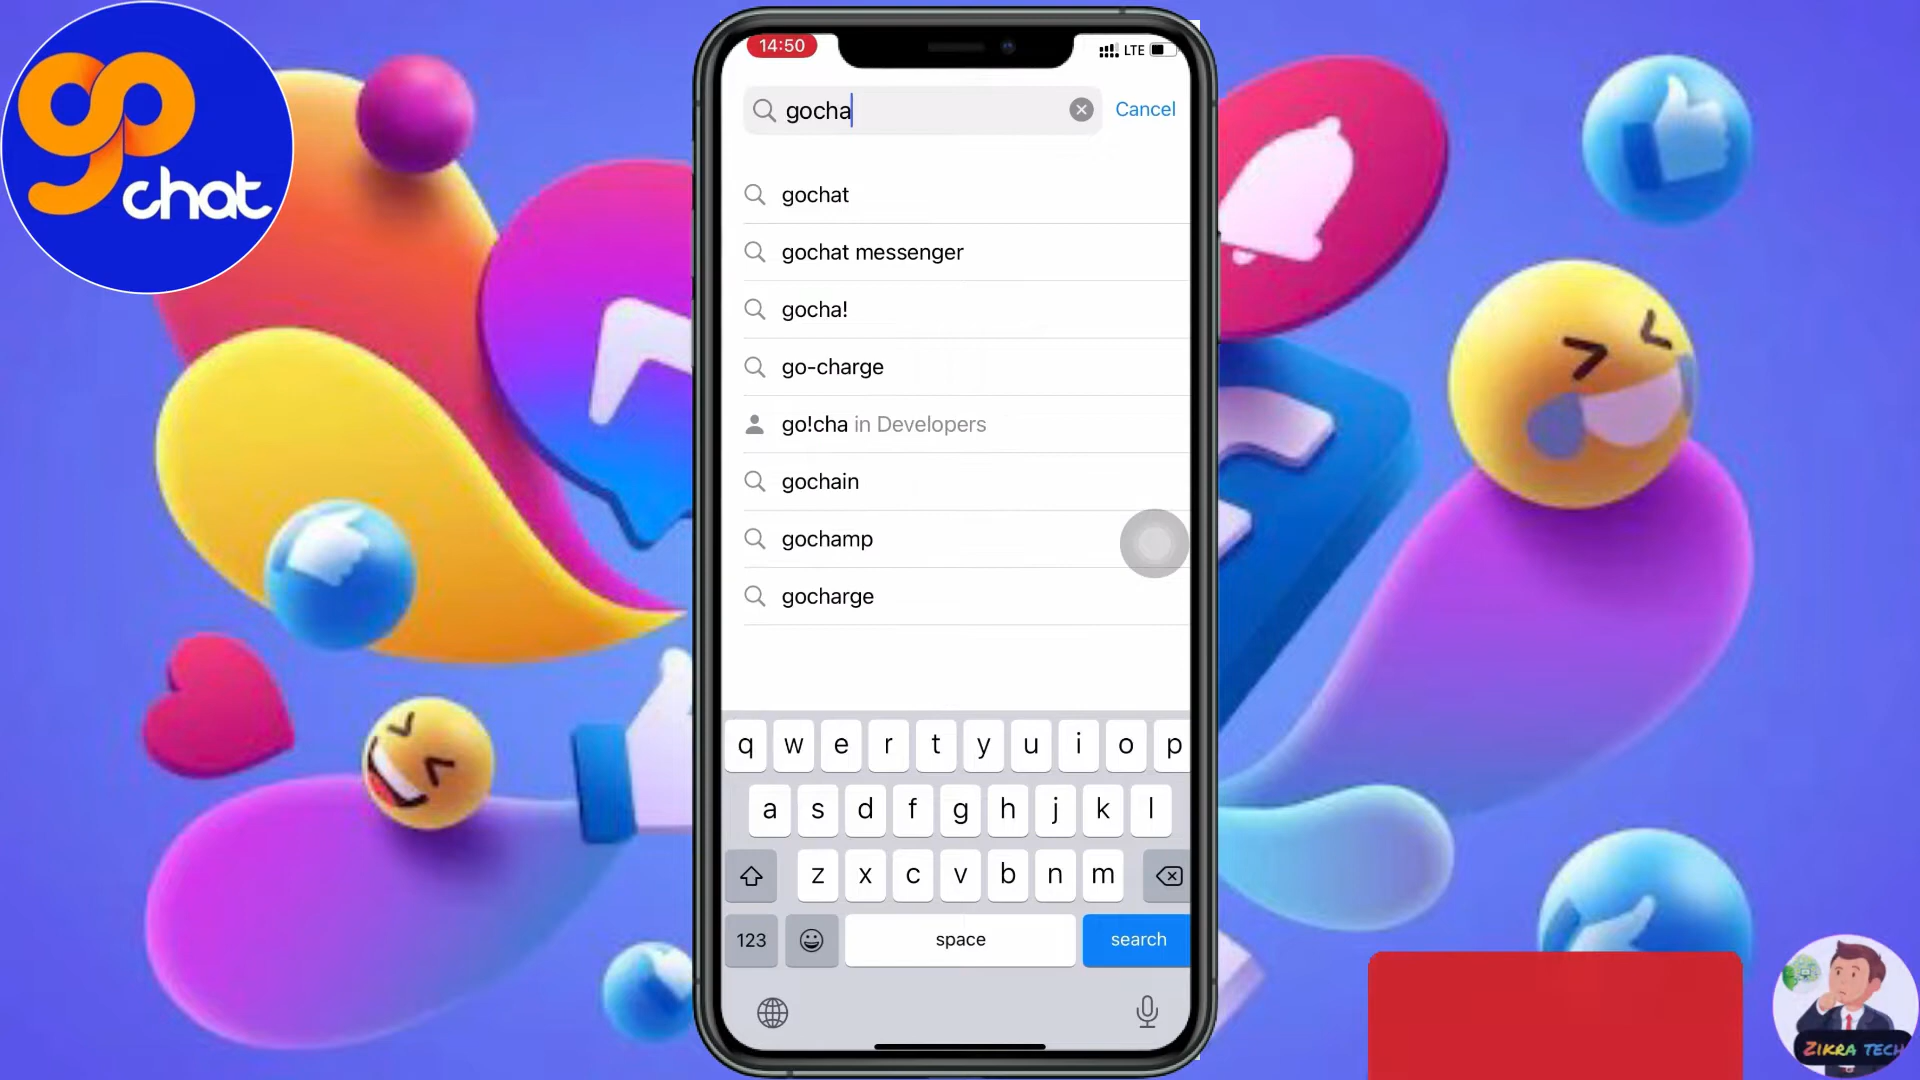 go
chat
14:50
LTE
gocha
Cancel
gochat
gochat messenger
gocha!
go-charge
go!cha in Developers
gochain
gochamp
gocharge
q w e r t y u i o p
a s d f g h j k l
z x c v b n m
123
space
search
ZIKRA TECH